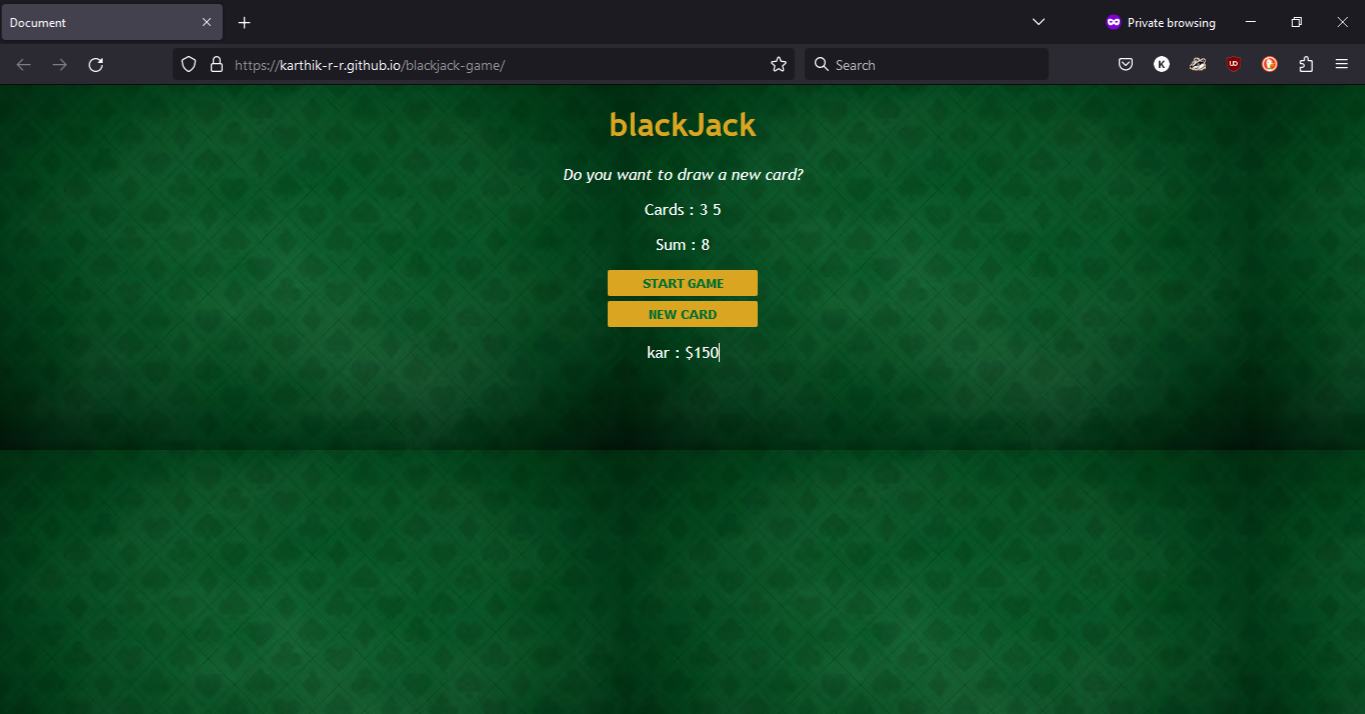 Document
Private browsing
https://karthik-r-r.github.io/blackjack-game/
Search
K
UD
blackJack
Do you want to draw a new card?
Cards : 3 5
Sum : 8
START GAME
NEW CARD
kar : $150